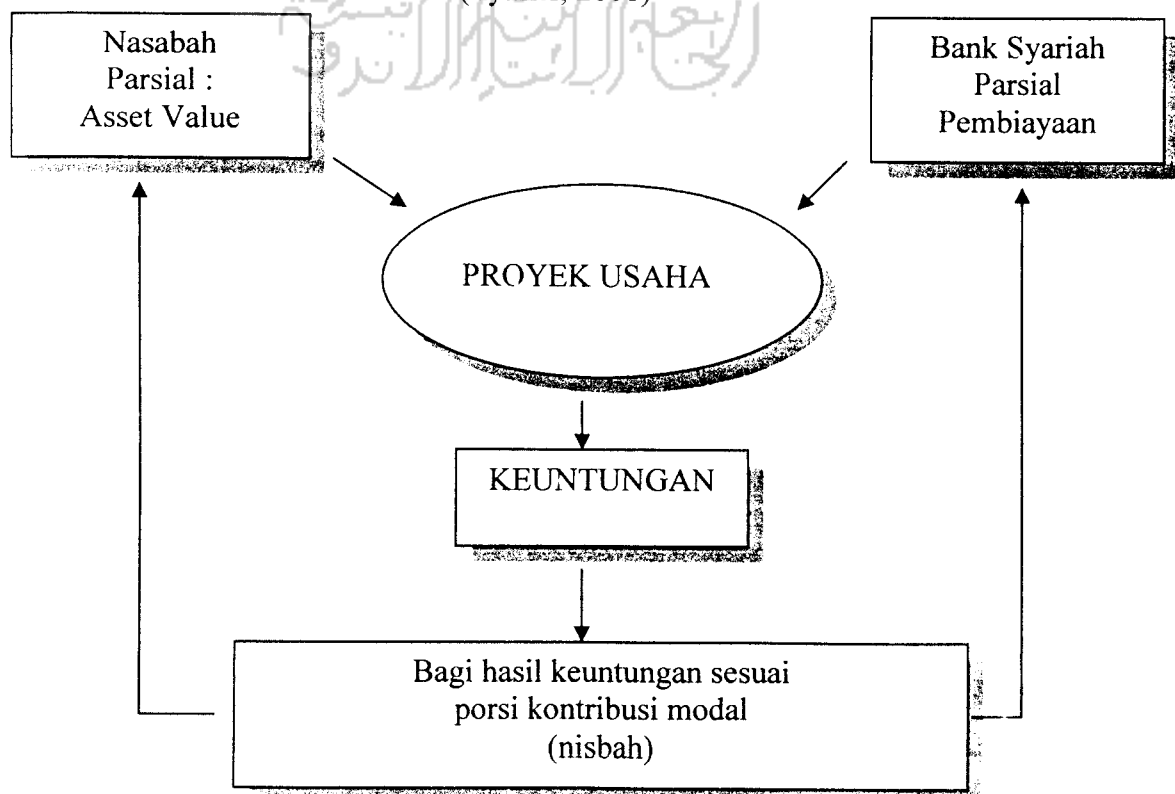 Nasabah
Parsial :
Asset Value
Bank Syariah
Parsial
Pembiayaan
PROYEK USAHA
KEUNTUNGAN
Bagi hasil keuntungan sesuai
porsi kontribusi modal
(nisbah)